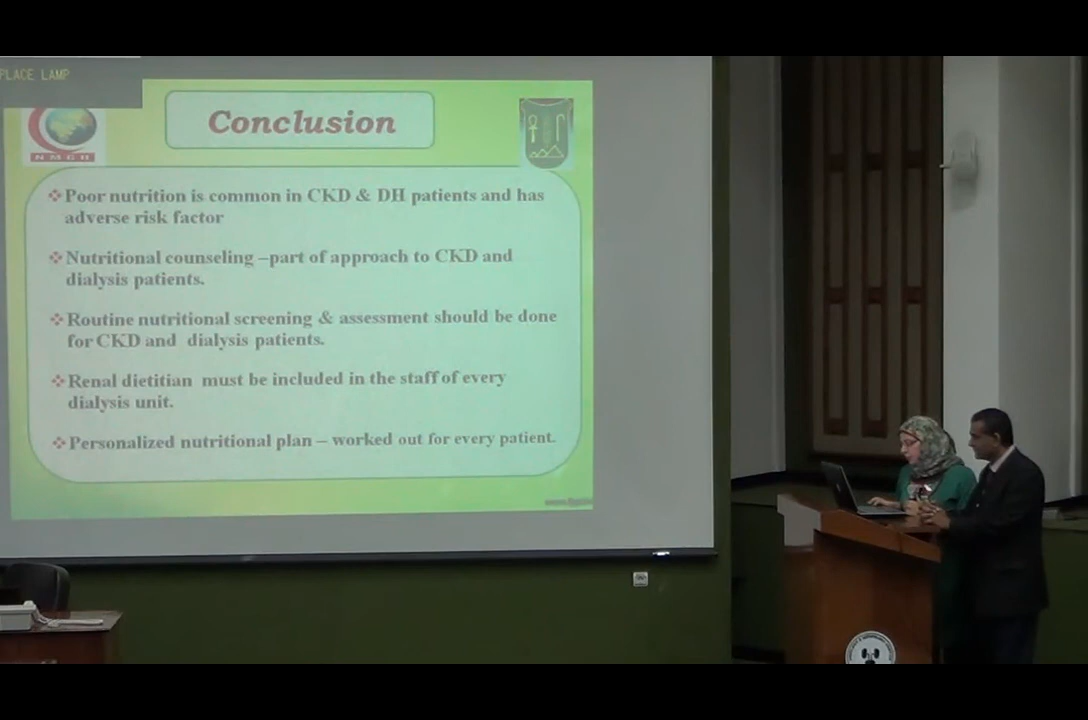 PLACE LAMP
Conclusion
N M G H
Poor nutrition is common in CKD & DH patients and has
adverse risk factor
Nutritional counseling –part of approach to CKD and
dialysis patients.
Routine nutritional screening & assessment should be done
for CKD and dialysis patients.
Renal dietitian must be included in the staff of every
dialysis unit.
Personalized nutritional plan – worked out for every patient.